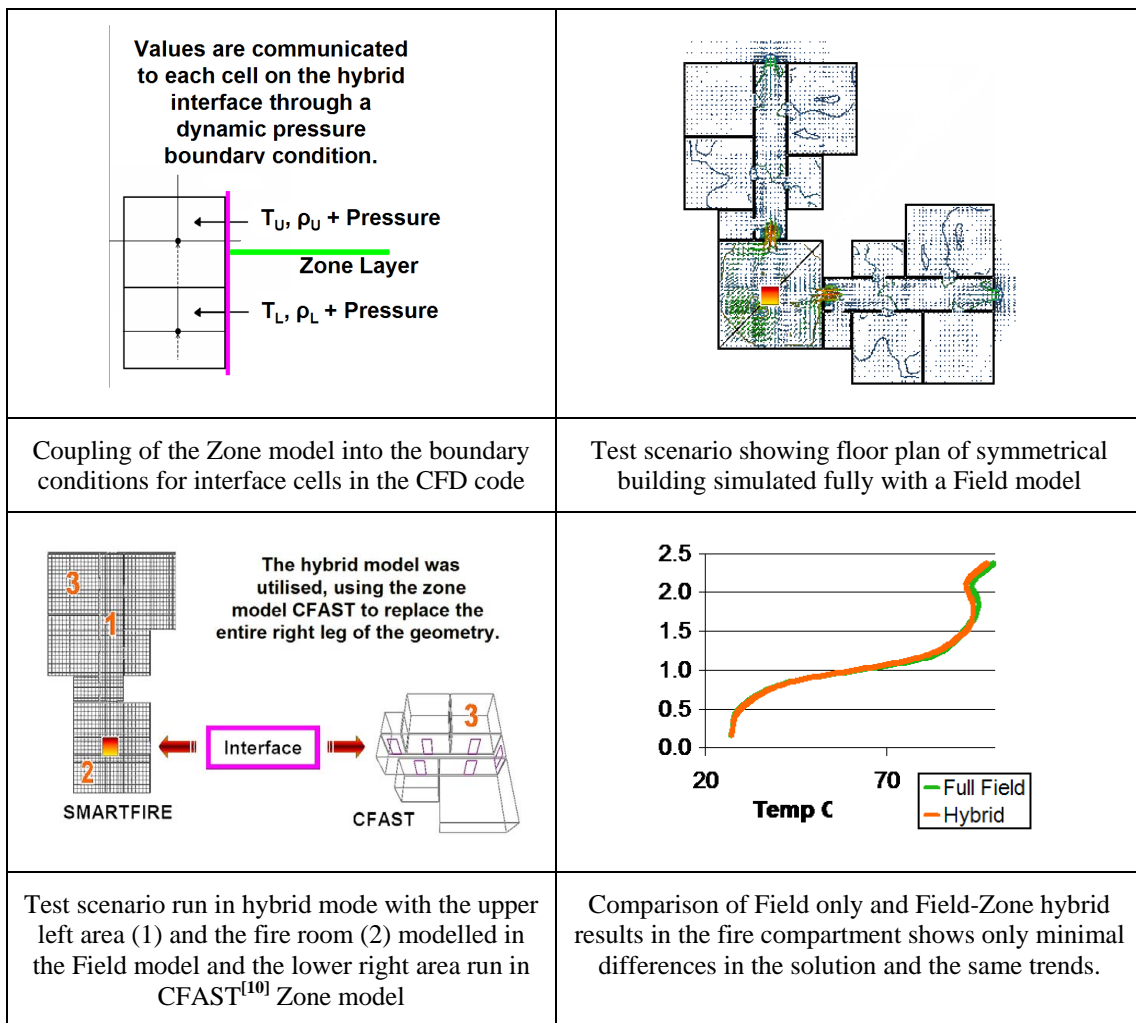 Values are communicated
to each cell on the hybrid
interface through a
dynamic pressure
boundary condition.
T_U, ρ_U + Pressure
Zone Layer
T_L, ρ_L + Pressure
Coupling of the Zone model into the boundary
conditions for interface cells in the CFD code
Test scenario showing floor plan of symmetrical
building simulated fully with a Field model
3
1
2
SMARTFIRE
The hybrid model was
utilised, using the zone
model CFAST to replace the
entire right leg of the geometry.
Interface
3
CFAST
2.5
2.0
1.5
1.0
0.5
0.0
20
70
Temp C
Full Field
Hybrid
Test scenario run in hybrid mode with the upper
left area (1) and the fire room (2) modelled in
the Field model and the lower right area run in
CFAST[10] Zone model
Comparison of Field only and Field-Zone hybrid
results in the fire compartment shows only minimal
differences in the solution and the same trends.